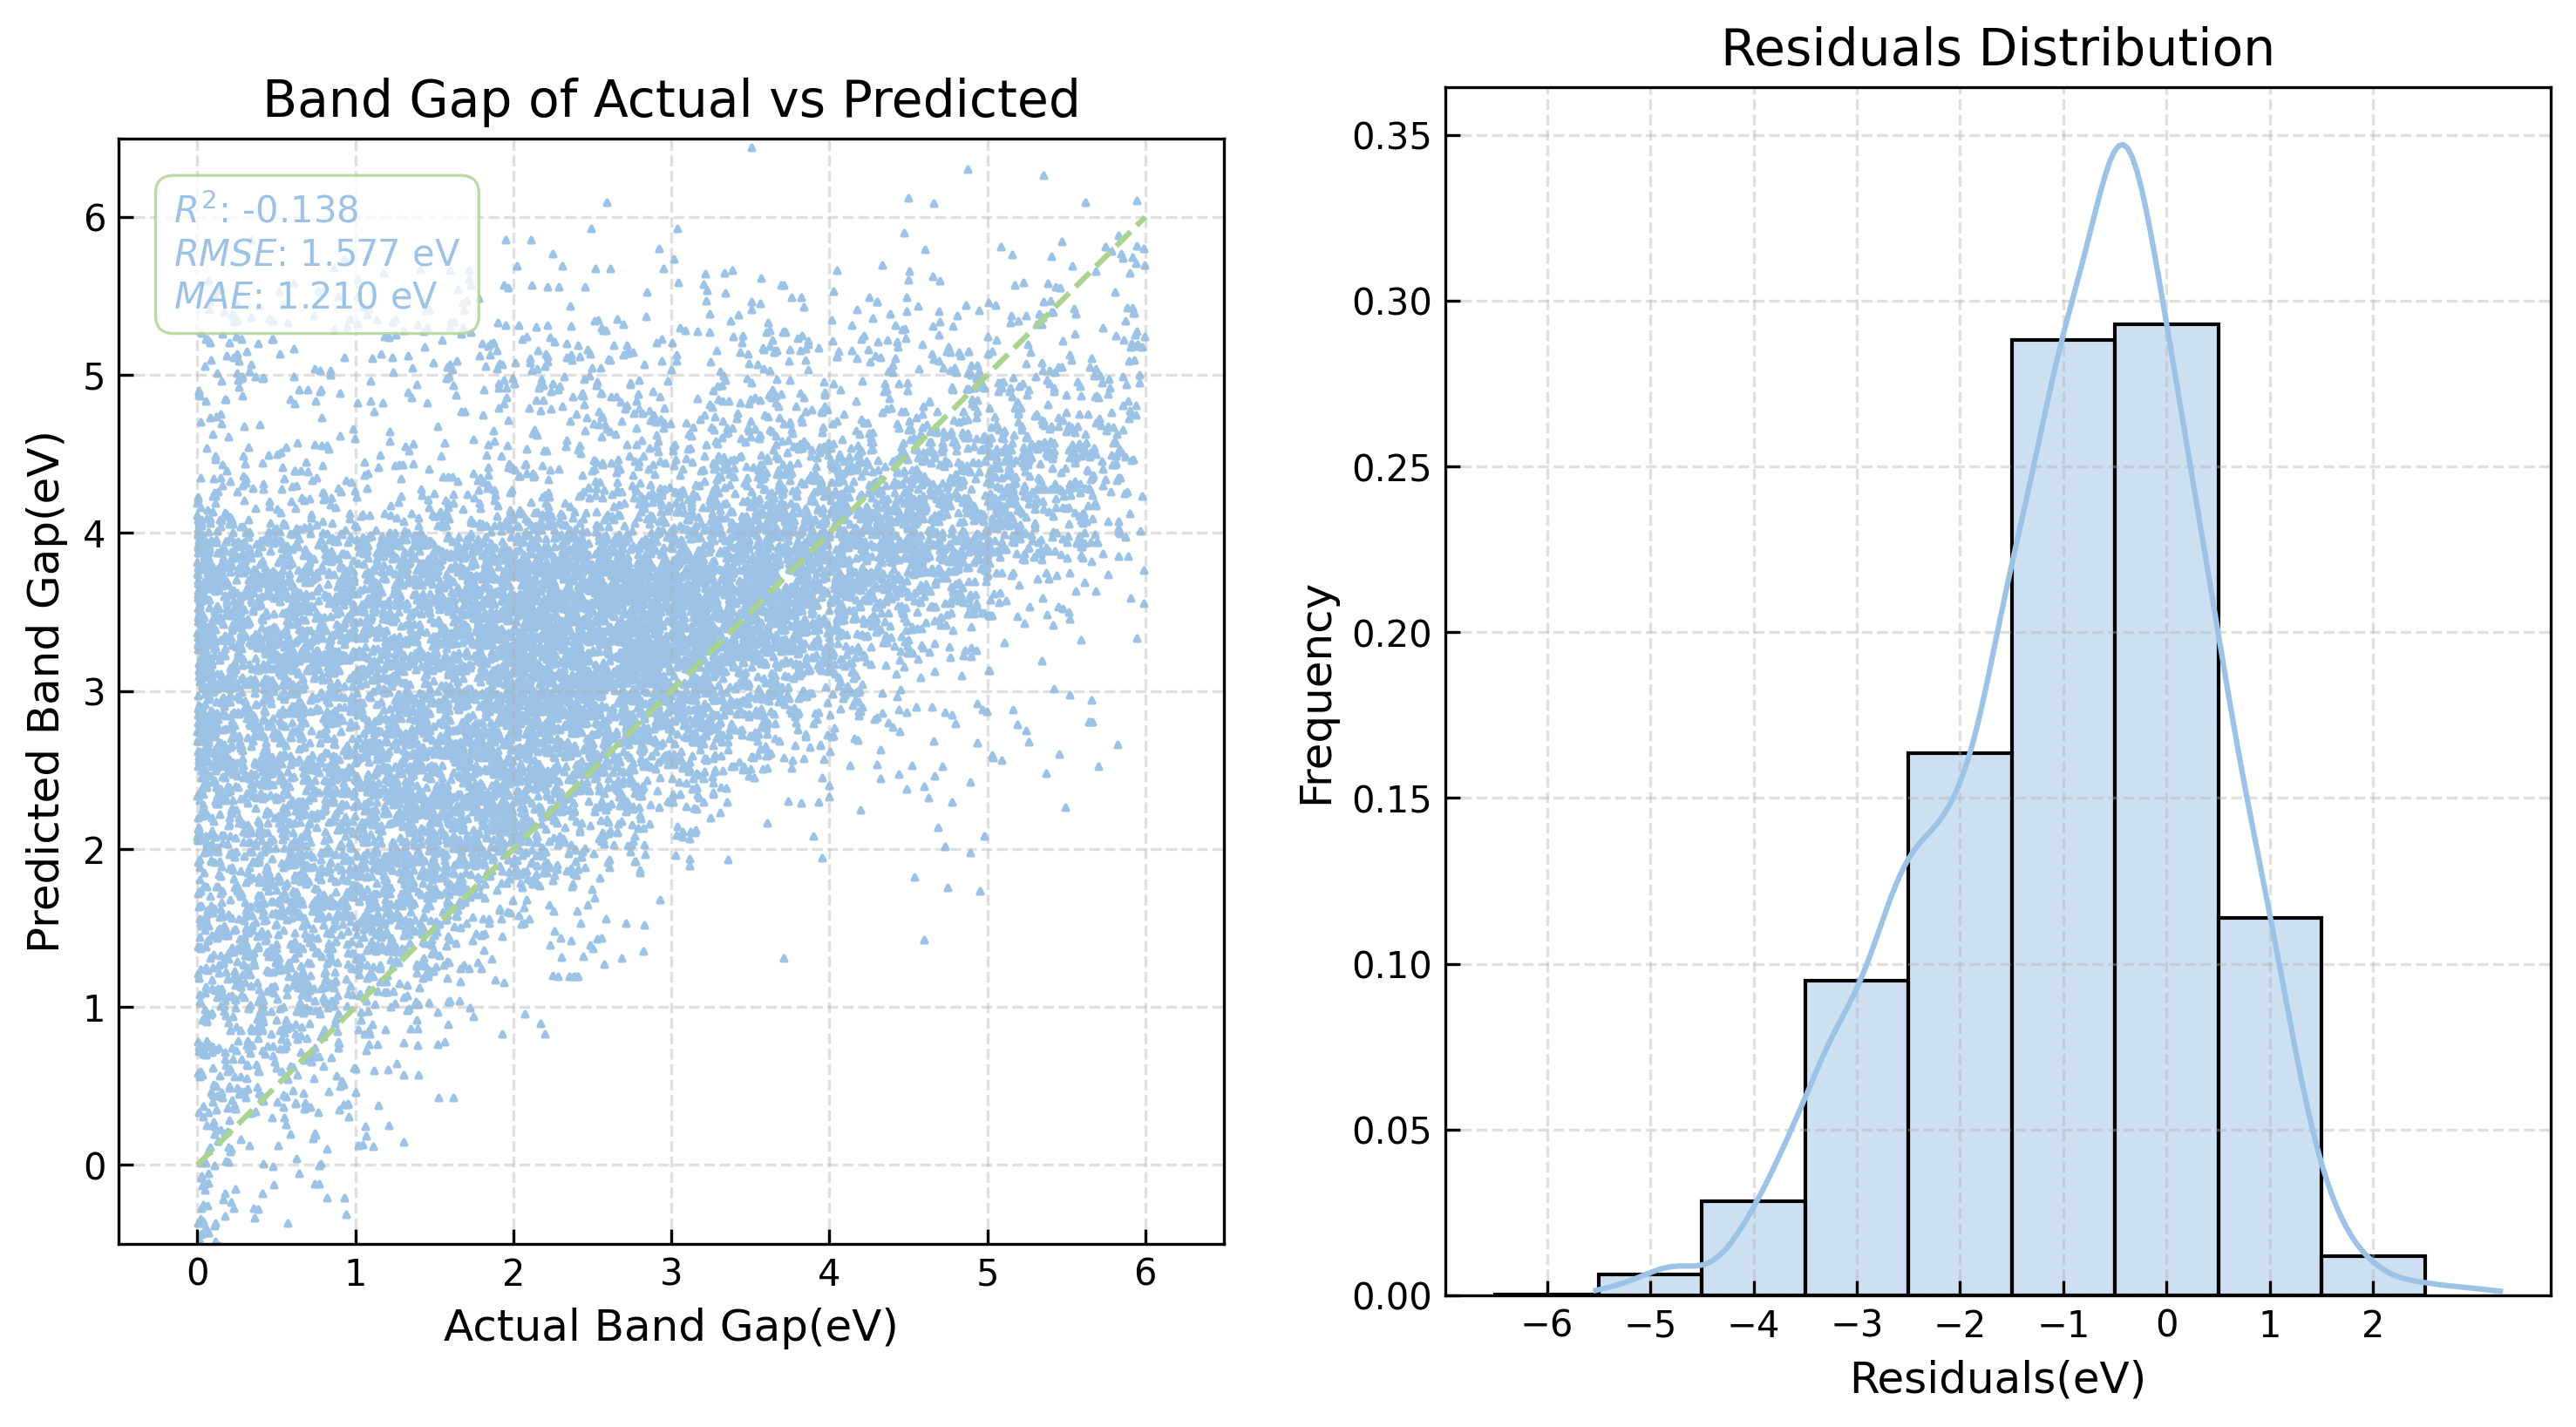 Band Gap of Actual vs Predicted
R²: -0.138
RMSE: 1.577 eV
MAE: 1.210 eV
Predicted Band Gap(eV)
6
5
4
3
2
1
0
0 1 2 3 4 5 6
Actual Band Gap(eV)
Residuals Distribution
Frequency
0.35
0.30
0.25
0.20
0.15
0.10
0.05
0.00
−6 −5 −4 −3 −2 −1 0 1 2
Residuals(eV)